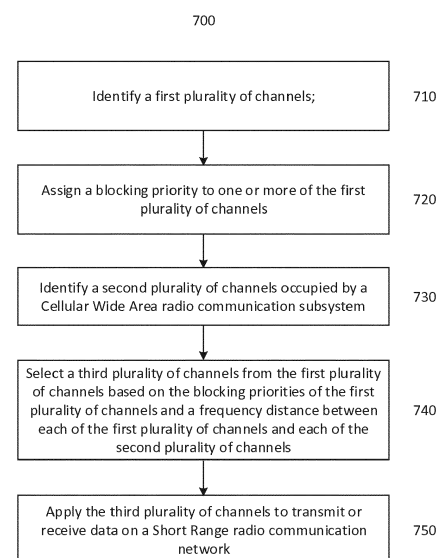 700
Identify a first plurality of channels;
710
Assign a blocking priority to one or more of the first
plurality of channels
720
Identify a second plurality of channels occupied by a
Cellular Wide Area radio communication subsystem
730
Select a third plurality of channels from the first plurality
of channels based on the blocking priorities of the first
plurality of channels and a frequency distance between
each of the first plurality of channels and each of the
second plurality of channels
740
Apply the third plurality of channels to transmit or
receive data on a Short Range radio communication
network
750